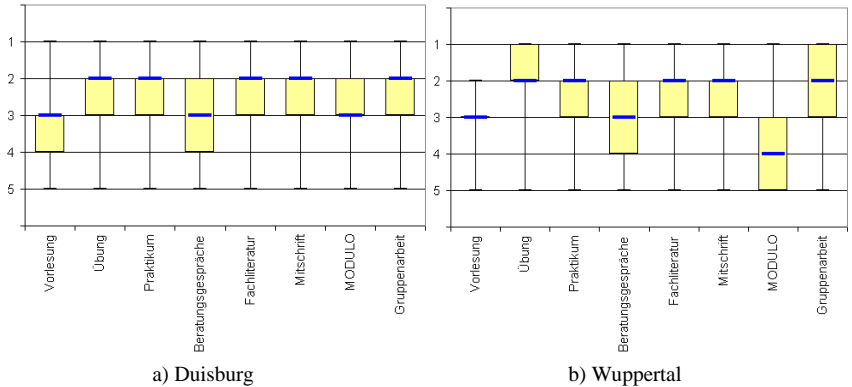 1
2
3
4
5
Vorlesung
Übung
Praktikum
Beratungsgespräche
Fachliteratur
Mitschrift
MODULO
Gruppenarbeit
a) Duisburg
1
2
3
4
5
Vorlesung
Übung
Praktikum
Beratungsgespräche
Fachliteratur
Mitschrift
MODULO
Gruppenarbeit
b) Wuppertal